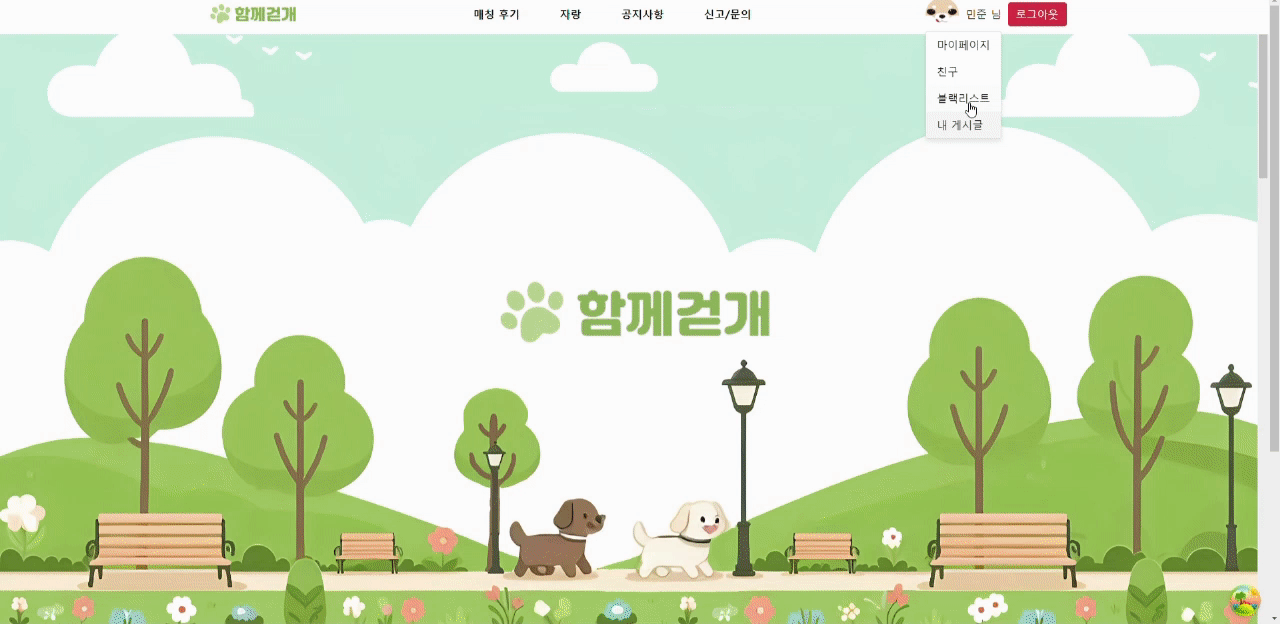 함께걷개
매칭 후기
자랑
공지사항
신고/문의
민준 님
로그아웃
마이페이지
친구
블랙리스트
내 게시글
함께걷개